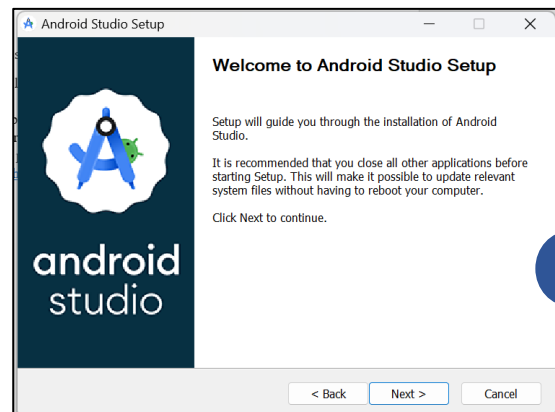 Android Studio Setup
Welcome to Android Studio Setup
Setup will guide you through the installation of Android
Studio.
It is recommended that you close all other applications before
starting Setup. This will make it possible to update relevant
system files without having to reboot your computer.
Click Next to continue.
android
studio
< Back
Next >
Cancel